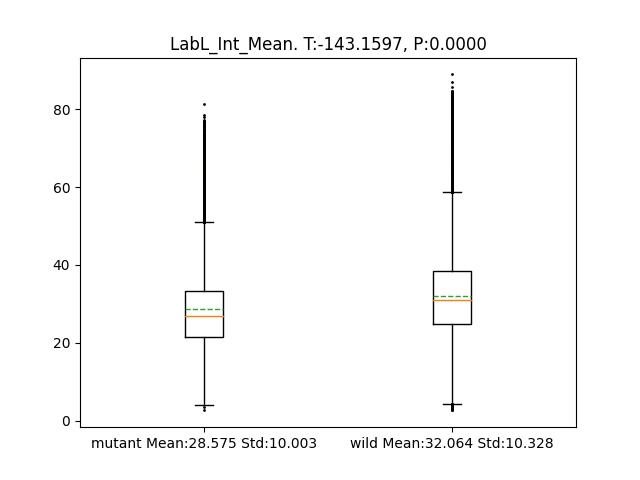 LabL_Int_Mean. T:-143.1597, P:0.0000
80
60
40
20
0
mutant Mean:28.575 Std:10.003 wild Mean:32.064 Std:10.328